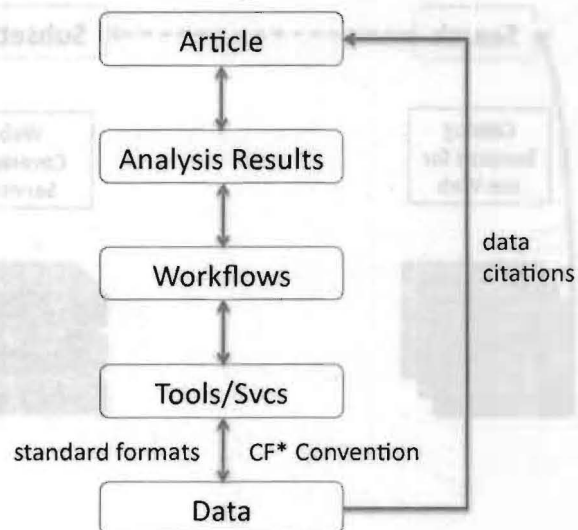 Article
Analysis Results
Workflows
data
citations
Tools/Svcs
standard formats CF* Convention
Data